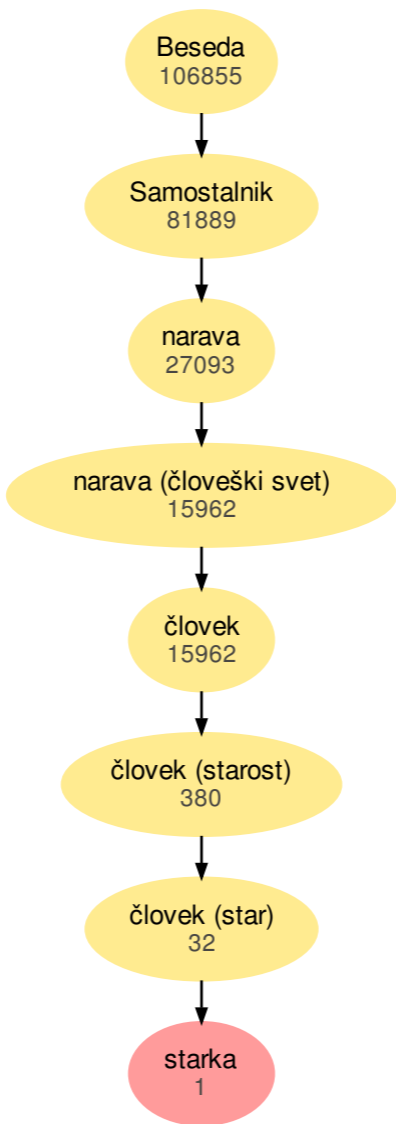 Beseda
106855
Samostalnik
81889
narava
27093
narava (človeški svet)
15962
človek
15962
človek (starost)
380
človek (star)
32
starka
1